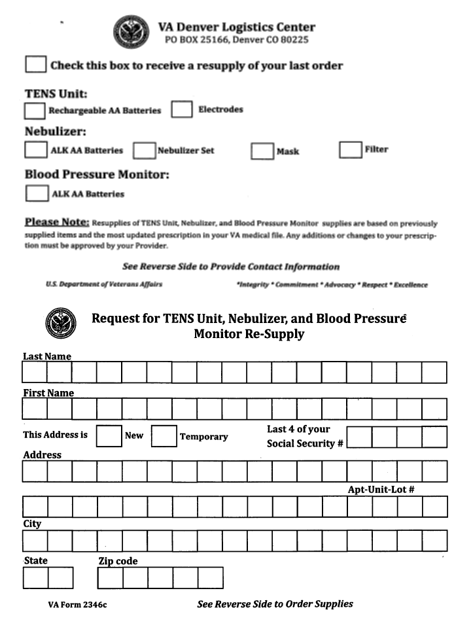 VA Denver Logistics Center
PO BOX 25166, Denver CO 80225
Check this box to receive a resupply of your last order
TENS Unit:
Rechargeable AA Batteries Electrodes
Nebulizer:
ALK AA Batteries Nebulizer Set Mask Filter
Blood Pressure Monitor:
ALK AA Batteries
Please Note: Resupplies of TENS Unit, Nebulizer, and Blood Pressure Monitor supplies are based on previously
supplied items and the most updated prescription in your VA medical file. Any additions or changes to your prescrip-
tion must be approved by your Provider.
See Reverse Side to Provide Contact Information
U.S. Department of Veterans Affairs *Integrity * Commitment * Advocacy * Respect * Excellence
Request for TENS Unit, Nebulizer, and Blood Pressure
Monitor Re-Supply
Last Name
First Name
This Address is New Temporary Last 4 of your
Social Security #
Address
Apt-Unit-Lot #
City
State Zip code
VA Form 2346c See Reverse Side to Order Supplies